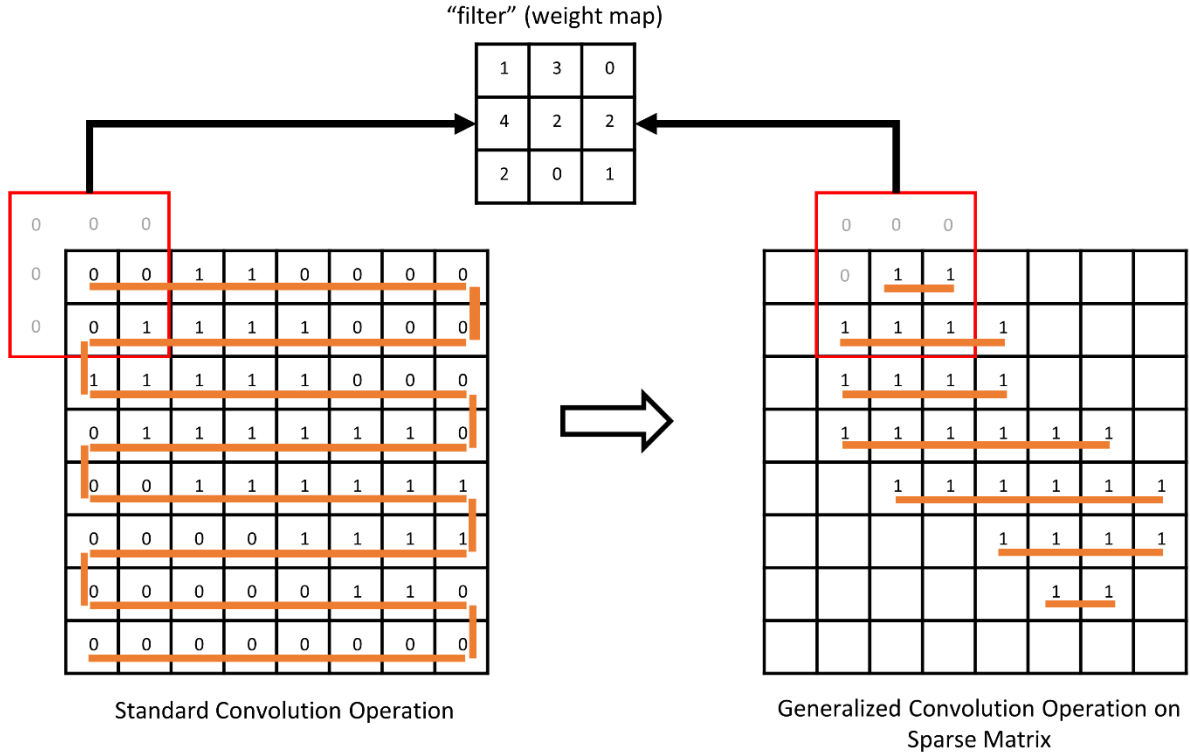 “filter” (weight map)
1 3 0
4 2 2
2 0 1
0 0 0
0 0 0 1 1 0 0 0 0
0 0 1 1 1 1 0 0 0
1 1 1 1 1 0 0 0
0 1 1 1 1 1 1 0
0 0 1 1 1 1 1 1
0 0 0 0 1 1 1 1
0 0 0 0 0 1 1 0
0 0 0 0 0 0 0 0
Standard Convolution Operation
0 0 0
0 1 1
1 1 1 1
1 1 1 1
1 1 1 1 1 1
1 1 1 1 1 1
1 1 1 1
1 1
Generalized Convolution Operation on
Sparse Matrix